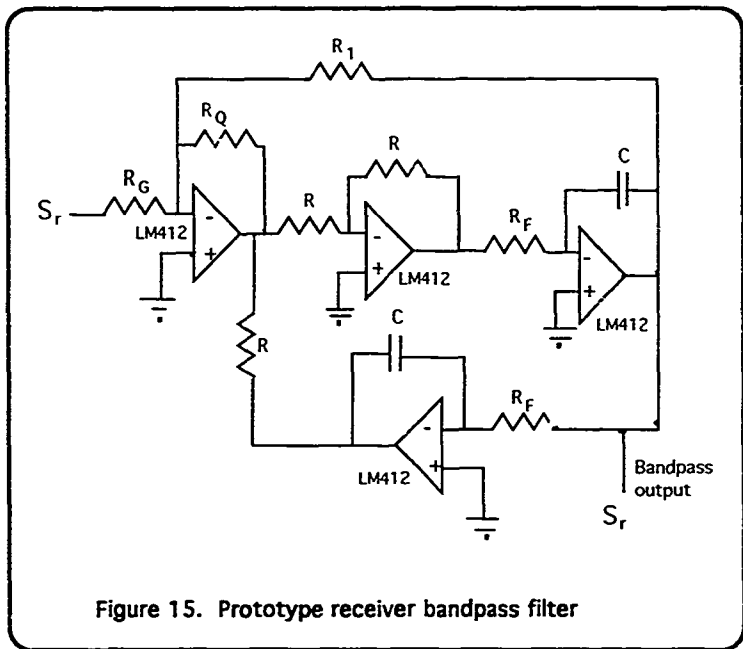 R1
RQ
R
C
RG
Sr
LM412
-
+
R
-
+
LM412
RF
-
+
LM412
C
R
-
+
LM412
RF
Bandpass
output
Sr
Figure 15. Prototype receiver bandpass filter